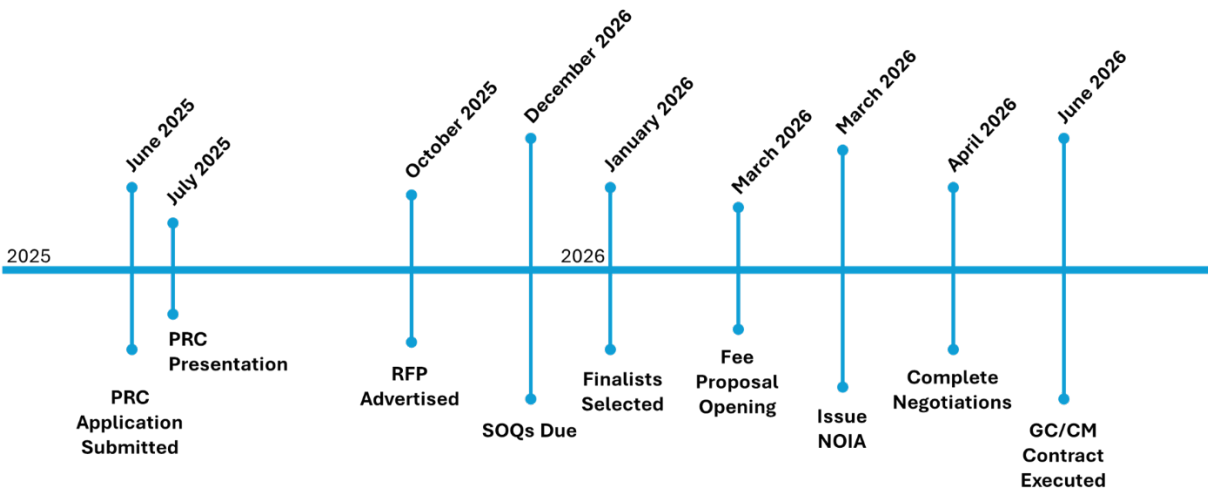 June 2025
July 2025
October 2025
December 2026
January 2026
March 2026
March 2026
April 2026
June 2026
2025
2026
PRC
Application
Submitted
PRC
Presentation
RFP
Advertised
SOQs Due
Finalists
Selected
Fee
Proposal
Opening
Issue
NOIA
Complete
Negotiations
GC/CM
Contract
Executed